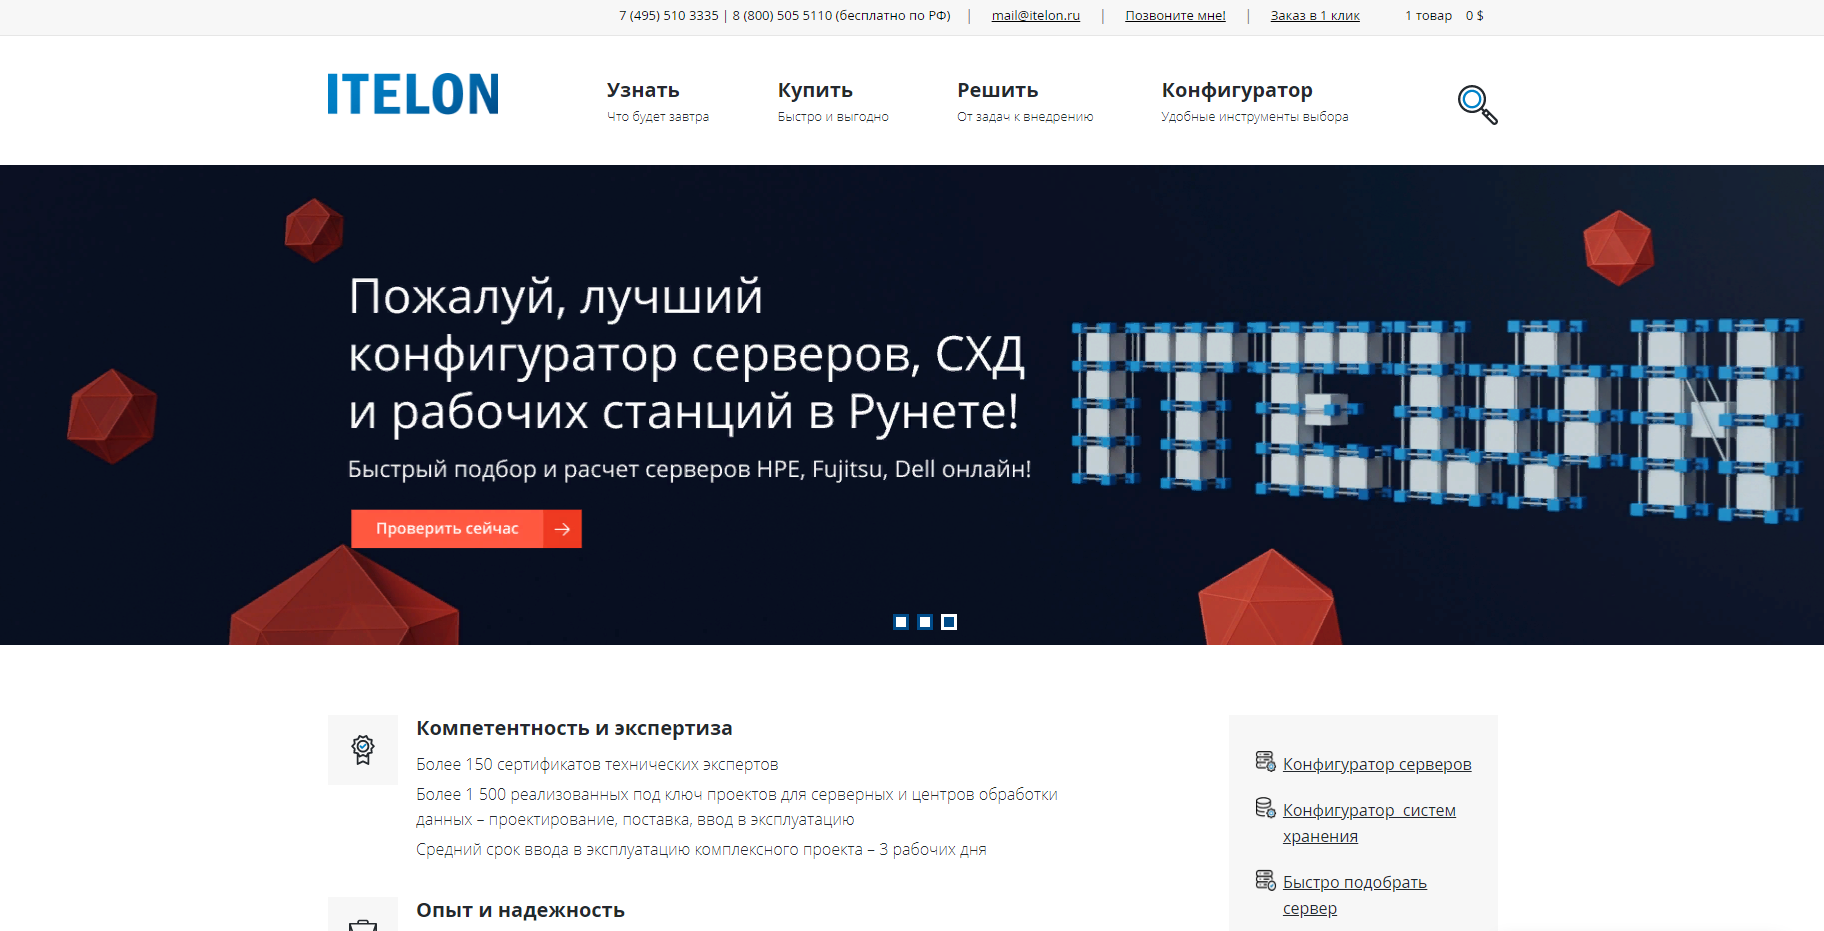 7 (495) 510 3335 | 8 (800) 505 5110 (бесплатно по РФ) | mail@itelon.ru | Позвоните мне! | Заказ в 1 клик 1 товар 0 $
ITELON
Узнать
Что будет завтра
Купить
Быстро и выгодно
Решить
От задач к внедрению
Конфигуратор
Удобные инструменты выбора
Пожалуй, лучший
конфигуратор серверов, СХД
и рабочих станций в Рунете!
Быстрый подбор и расчет серверов HPE, Fujitsu, Dell онлайн!
Проверить сейчас
ITELON
Компетентность и экспертиза
Более 150 сертификатов технических экспертов
Более 1 500 реализованных под ключ проектов для серверных и центров обработки
данных – проектирование, поставка, ввод в эксплуатацию
Средний срок ввода в эксплуатацию комплексного проекта – 3 рабочих дня
Опыт и надежность
Конфигуратор серверов
Конфигуратор систем
хранения
Быстро подобрать
сервер